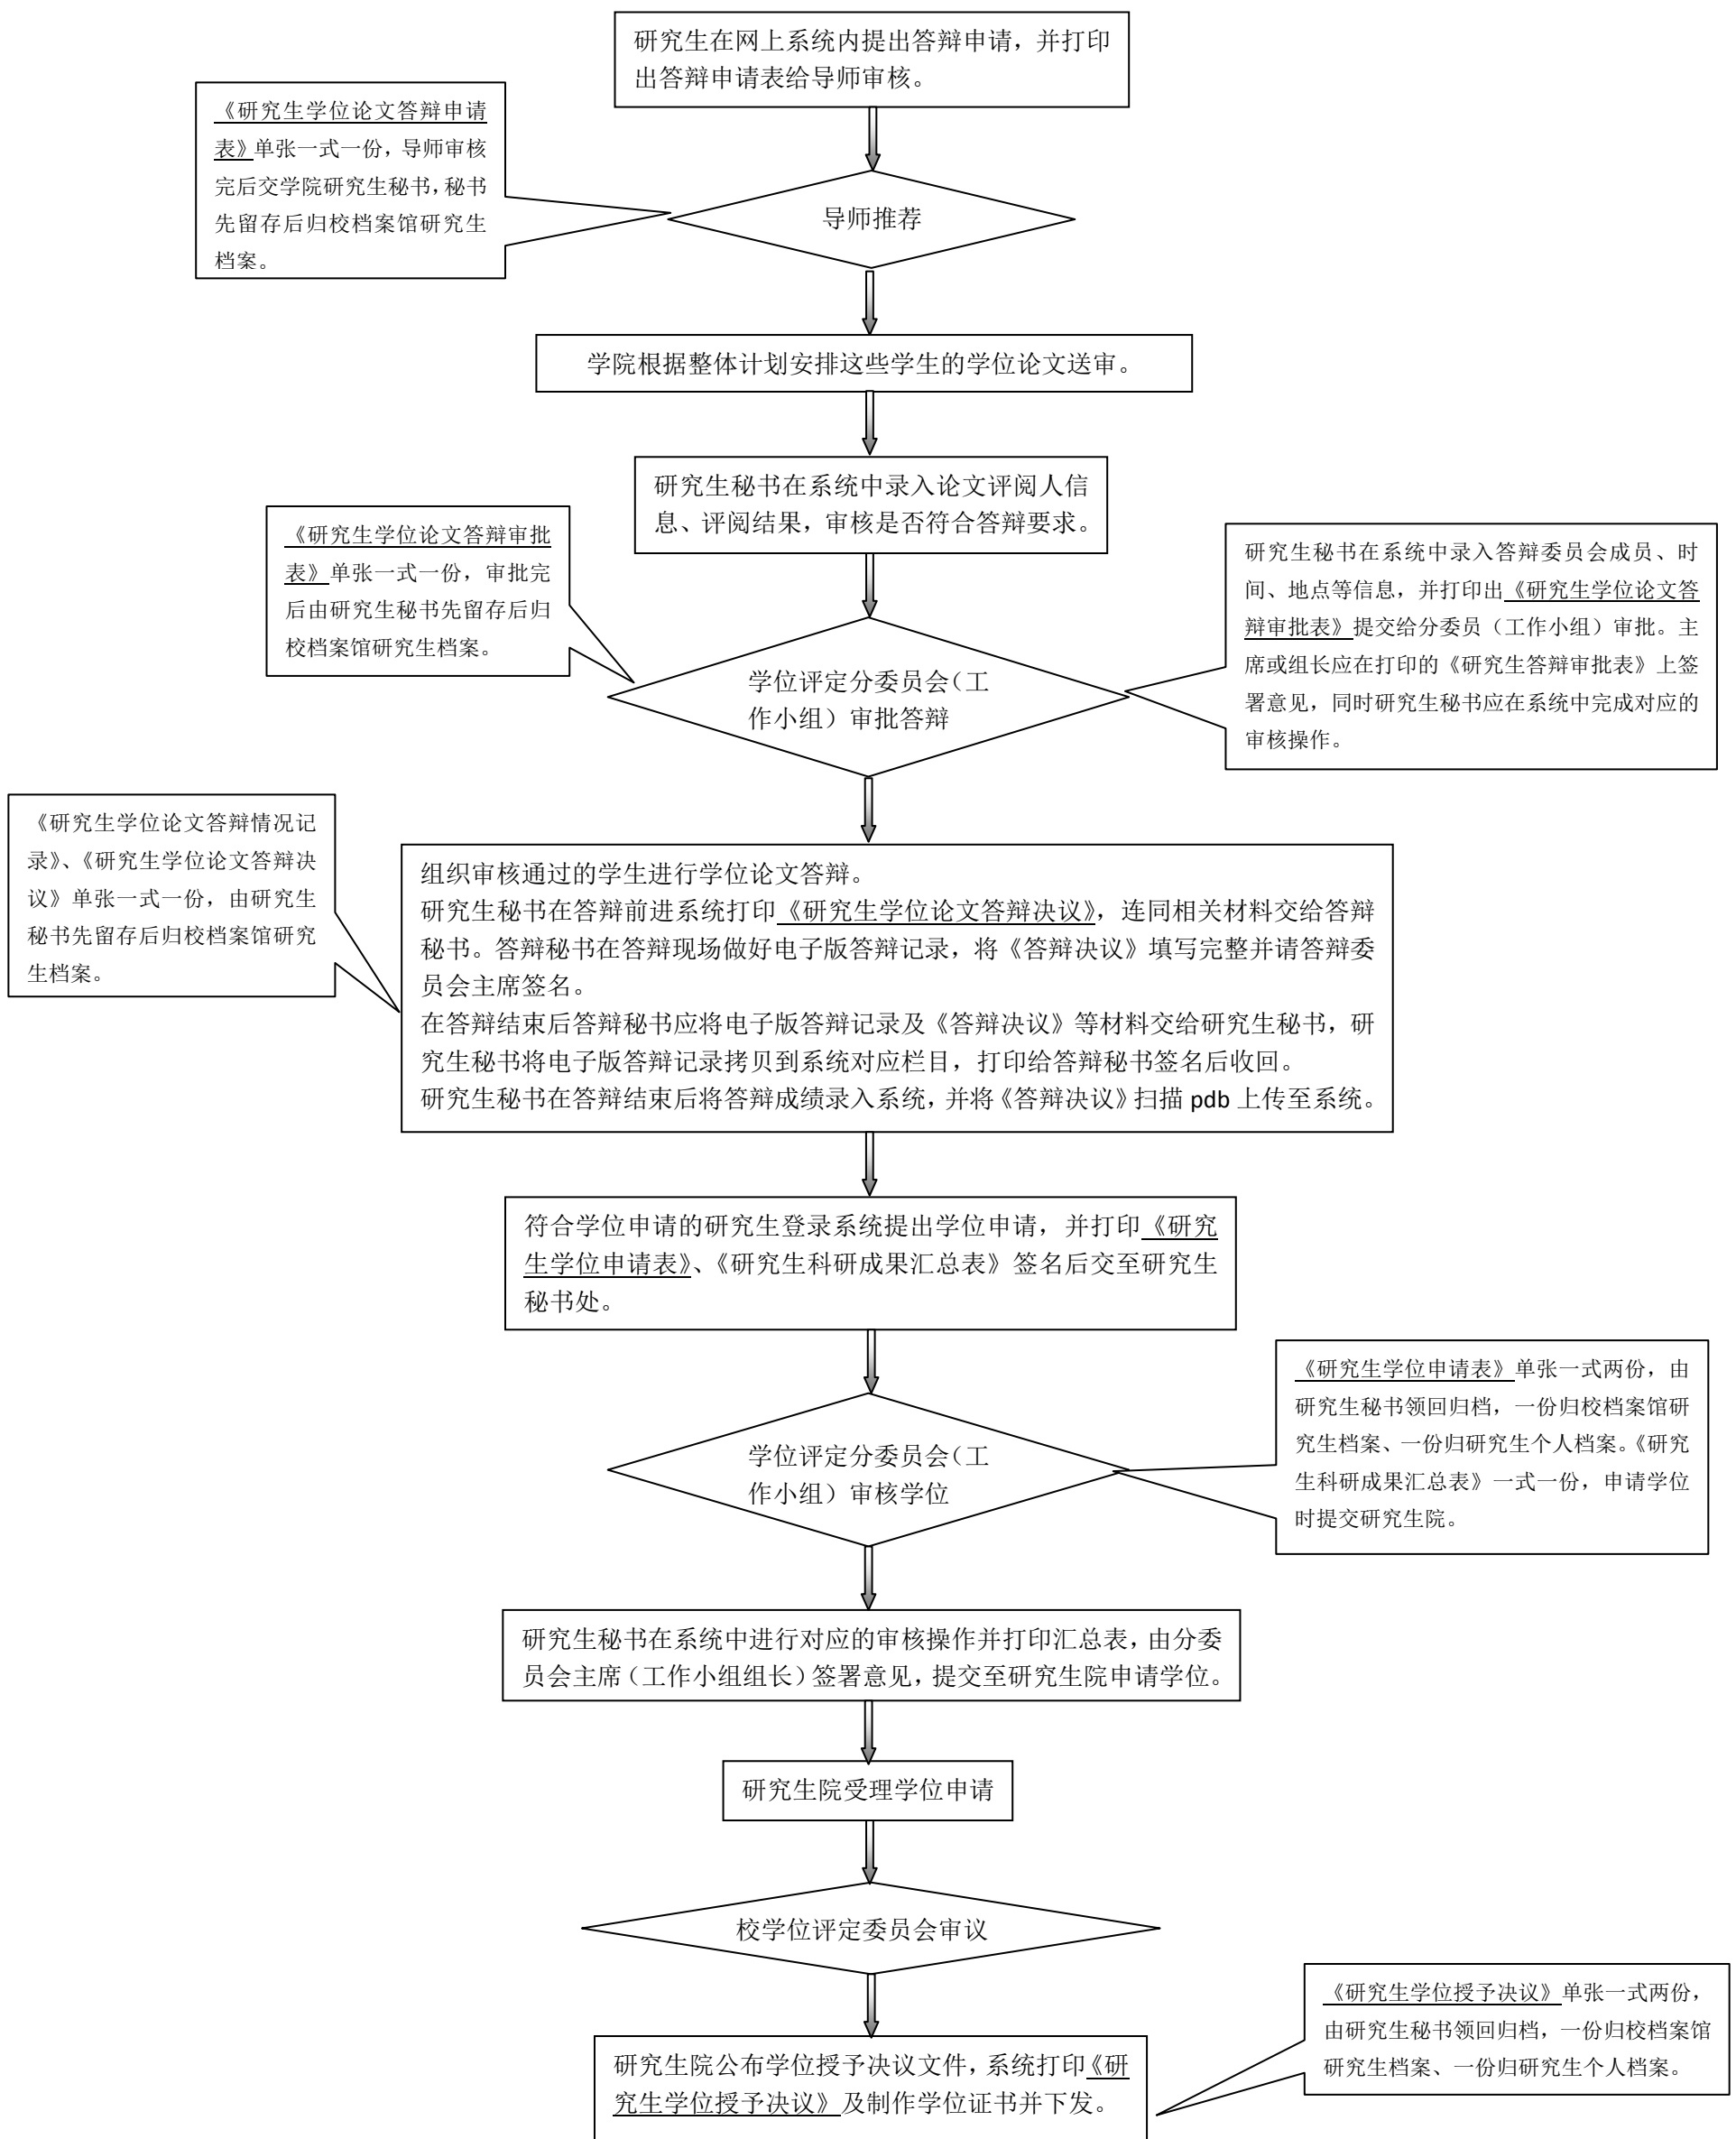 研究生在网上系统内提出答辩申请，并打印
出答辩申请表给导师审核。
《研究生学位论文答辩申请
表》单张一式一份，导师审核
完后交学院研究生秘书，秘书
先留存后归校档案馆研究生
档案。
导师推荐
学院根据整体计划安排这些学生的学位论文送审。
研究生秘书在系统中录入论文评阅人信
息、评阅结果，审核是否符合答辩要求。
《研究生学位论文答辩审批
表》单张一式一份，审批完
后由研究生秘书先留存后归
校档案馆研究生档案。
研究生秘书在系统中录入答辩委员会成员、时
间、地点等信息，并打印出《研究生学位论文答
辩审批表》提交给分委员（工作小组）审批。主
席或组长应在打印的《研究生答辩审批表》上签
署意见，同时研究生秘书应在系统中完成对应的
审核操作。
学位评定分委员会（工
作小组）审批答辩
《研究生学位论文答辩情况记
录》、《研究生学位论文答辩决
议》单张一式一份，由研究生
秘书先留存后归校档案馆研究
生档案。
组织审核通过的学生进行学位论文答辩。
研究生秘书在答辩前进系统打印《研究生学位论文答辩决议》，连同相关材料交给答辩
秘书。答辩秘书在答辩现场做好电子版答辩记录，将《答辩决议》填写完整并请答辩委
员会主席签名。
在答辩结束后答辩秘书应将电子版答辩记录及《答辩决议》等材料交给研究生秘书，研
究生秘书将电子版答辩记录拷贝到系统对应栏目，打印给答辩秘书签名后收回。
研究生秘书在答辩结束后将答辩成绩录入系统，并将《答辩决议》扫描 pdb 上传至系统。
符合学位申请的研究生登录系统提出学位申请，并打印《研究
生学位申请表》、《研究生科研成果汇总表》签名后交至研究生
秘书处。
《研究生学位申请表》单张一式两份，由
研究生秘书领回归档，一份归校档案馆研
究生档案、一份归研究生个人档案。《研究
生科研成果汇总表》一式一份，申请学位
时提交研究生院。
学位评定分委员会（工
作小组）审核学位
研究生秘书在系统中进行对应的审核操作并打印汇总表，由分委
员会主席（工作小组组长）签署意见，提交至研究生院申请学位。
研究生院受理学位申请
校学位评定委员会审议
《研究生学位授予决议》单张一式两份，
由研究生秘书领回归档，一份归校档案馆
研究生档案、一份归研究生个人档案。
研究生院公布学位授予决议文件，系统打印《研
究生学位授予决议》及制作学位证书并下发。